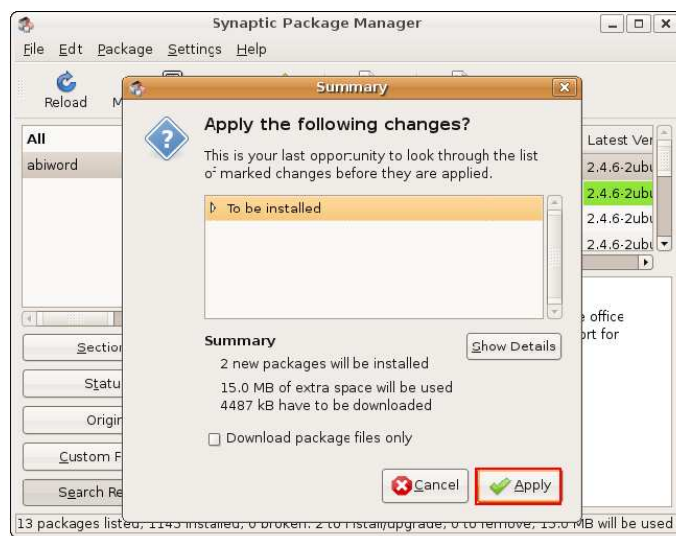 Synaptic Package Manager
File Edt Package Settings Help
Reload M
Summary
All
abiword
Apply the following changes?
This is your last opportunity to look through the list
of marked changes before they are applied.
To be installed
Latest Ver
2.4.6-2ubu
2.4.6-2ubu
2.4.6-2ubu
2.4.6-2ubu
Summary
Show Details
2 new packages will be installed
15.0 MB of extra space will be used
4487 kB have to be downloaded
Download package files only
Cancel
Apply
office
ort for
Section
Statu
Origin
Custom F
Search Re
13 packages listed, 1143 installed, 0 broken. 2 to install/upgrade, 0 to remove; 15.0 MB will be used